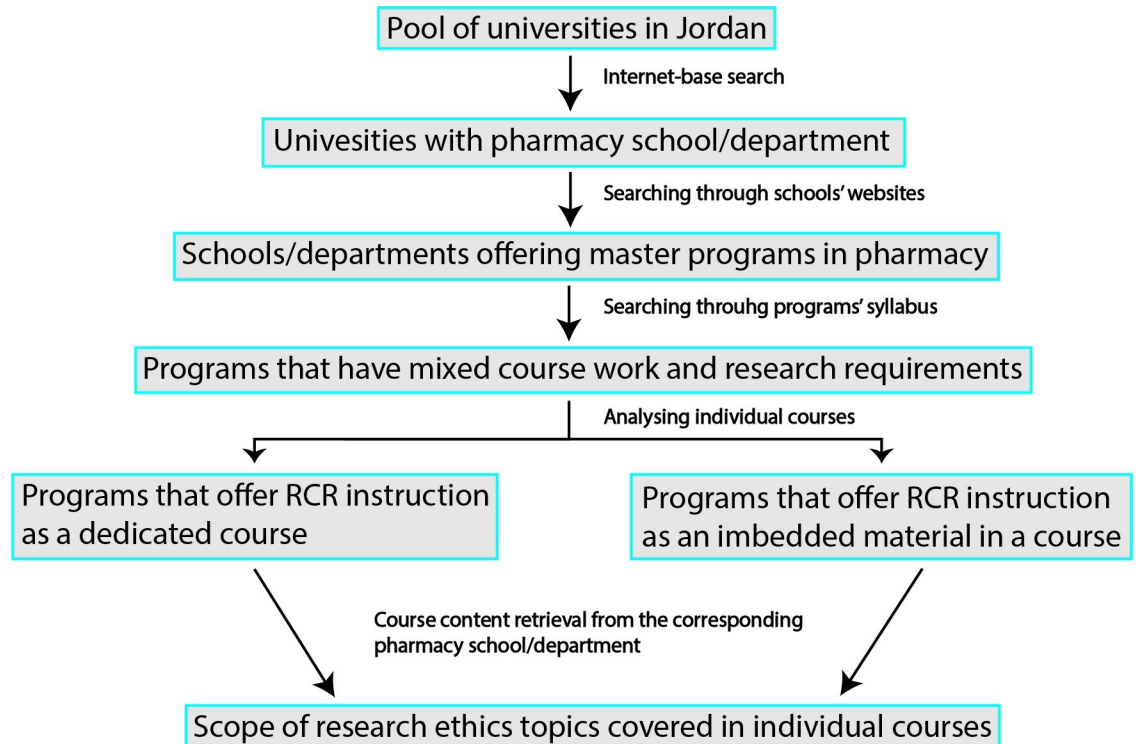 Pool of universities in Jordan
Internet-base search
Univesities with pharmacy school/department
Searching through schools’ websites
Schools/departments offering master programs in pharmacy
Searching throuhg programs’ syllabus
Programs that have mixed course work and research requirements
Analysing individual courses
Programs that offer RCR instruction
as a dedicated course
Programs that offer RCR instruction
as an imbedded material in a course
Course content retrieval from the corresponding
pharmacy school/department
Scope of research ethics topics covered in individual courses